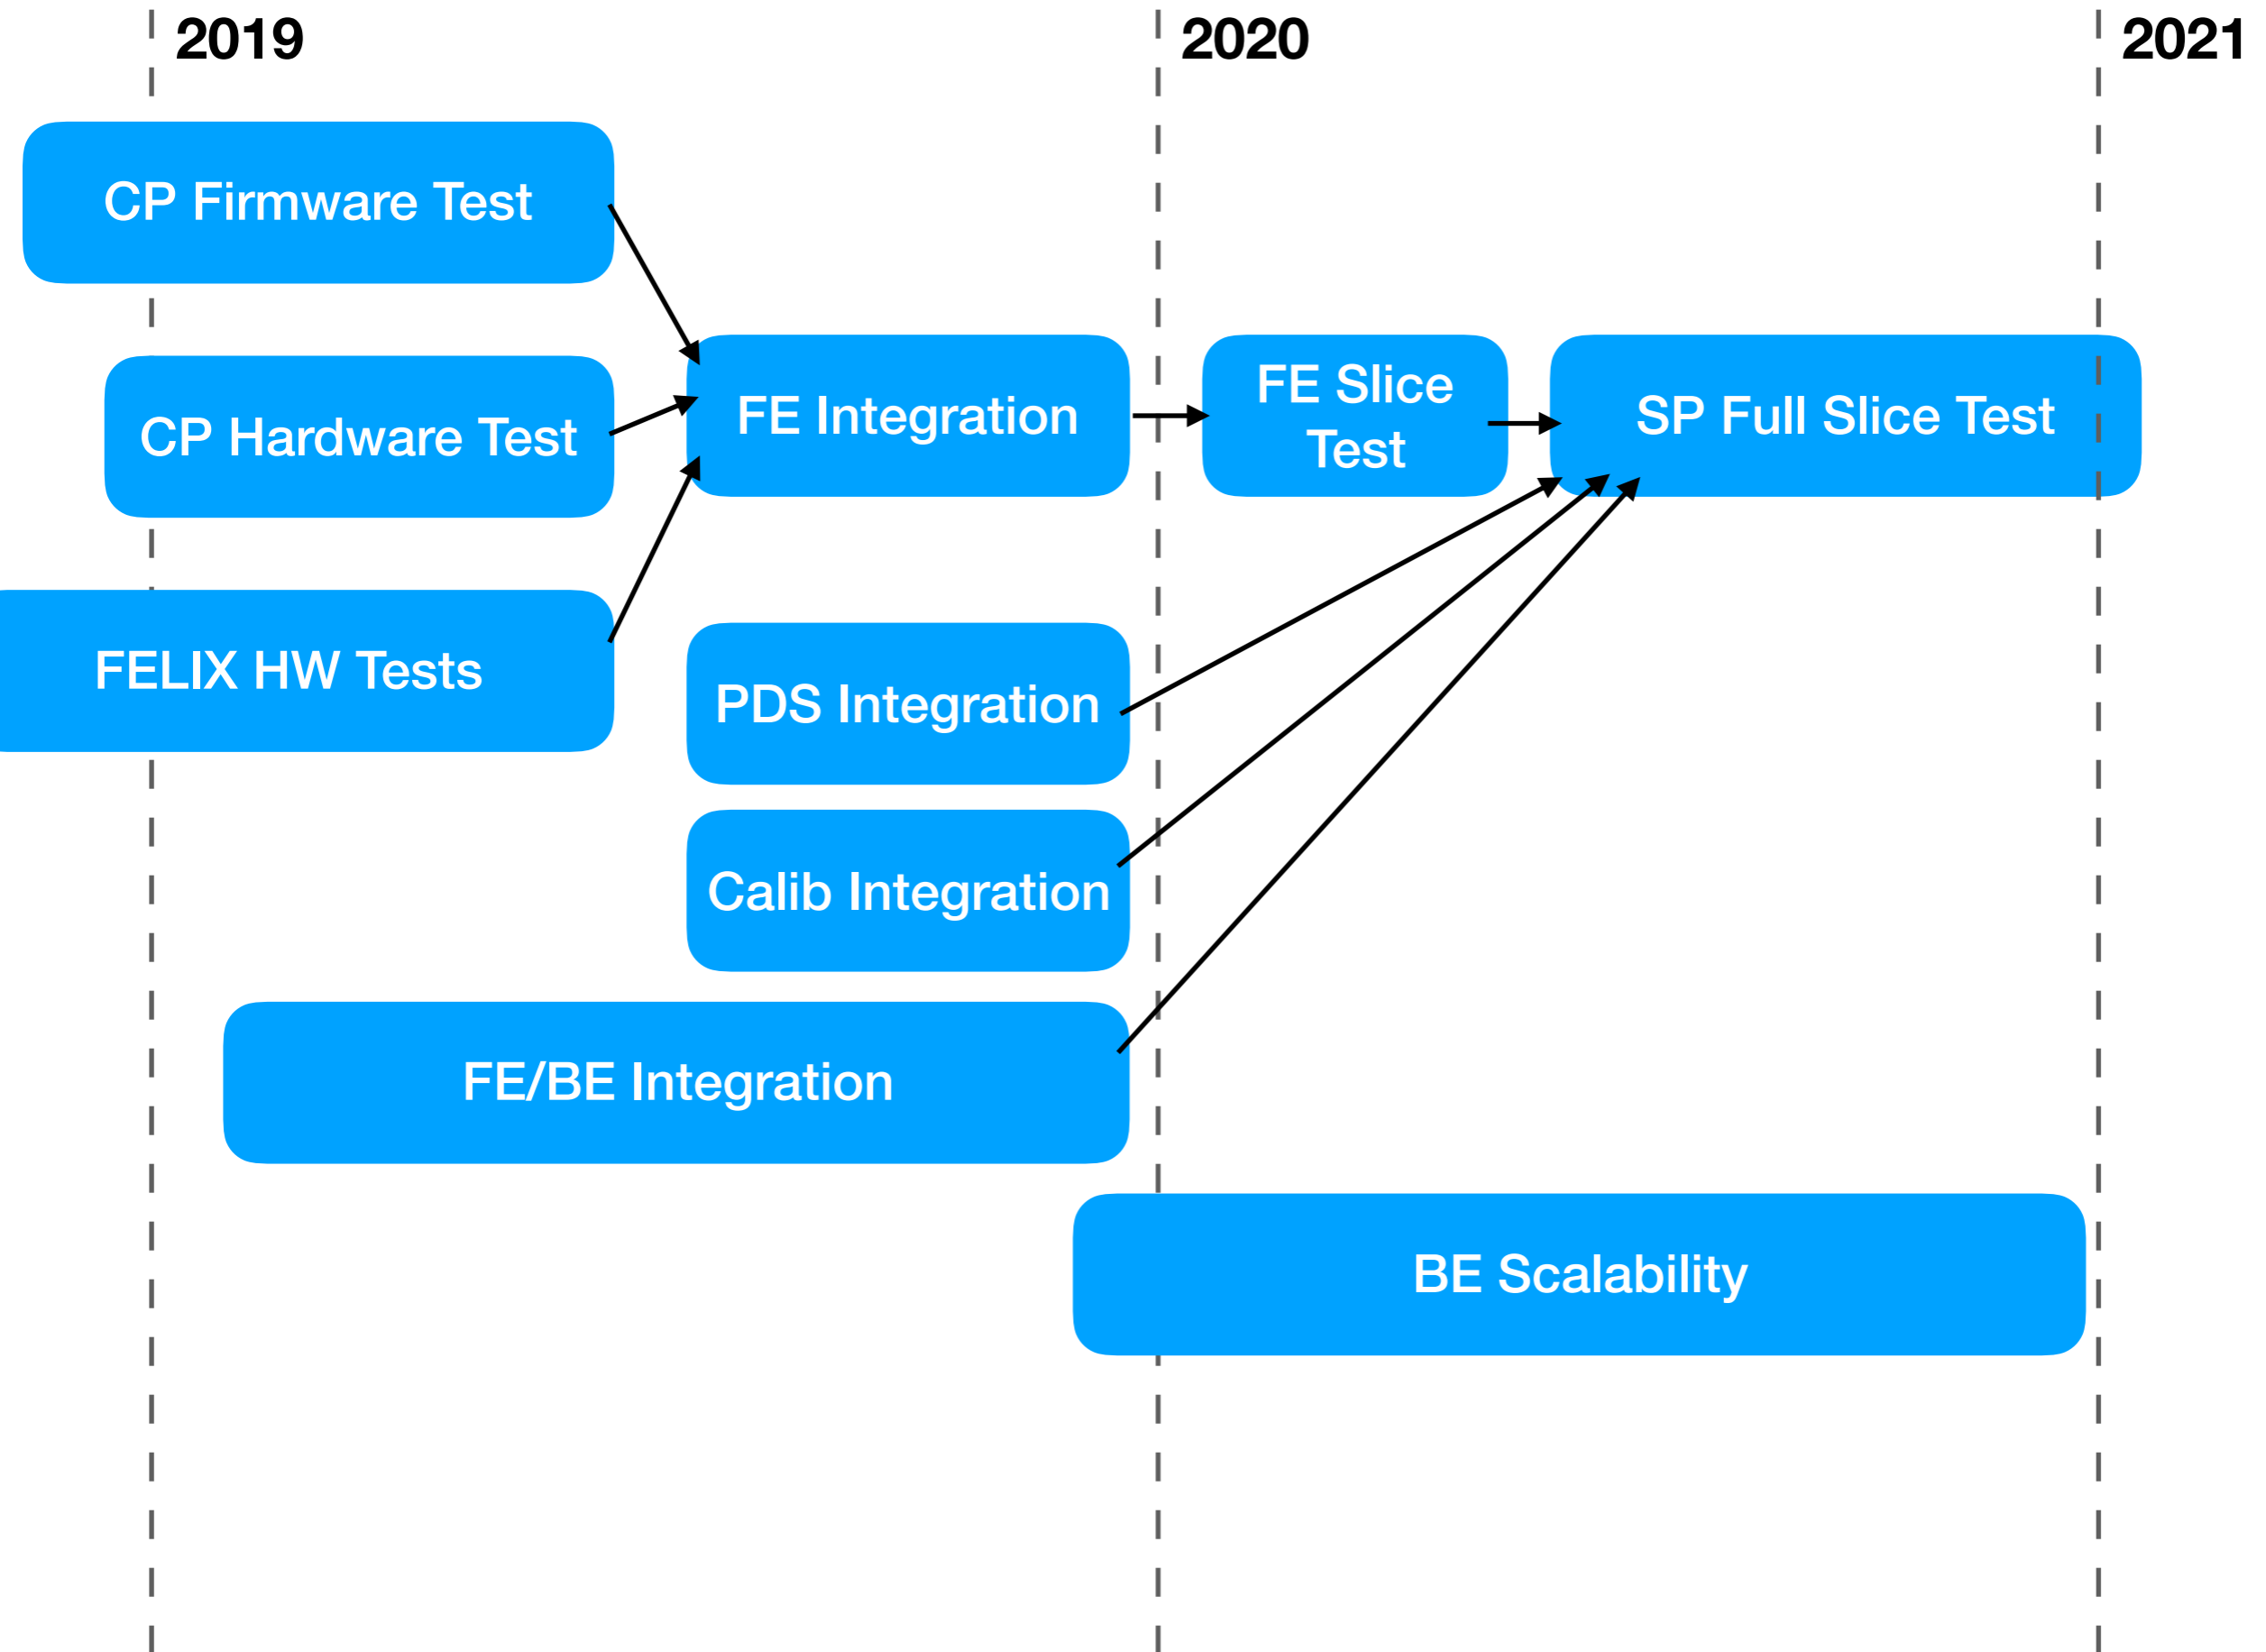 2019
2020
2021
CP Firmware Test
CP Hardware Test
FE Integration
FE Slice
Test
SP Full Slice Test
FELIX HW Tests
PDS Integration
Calib Integration
FE/BE Integration
BE Scalability